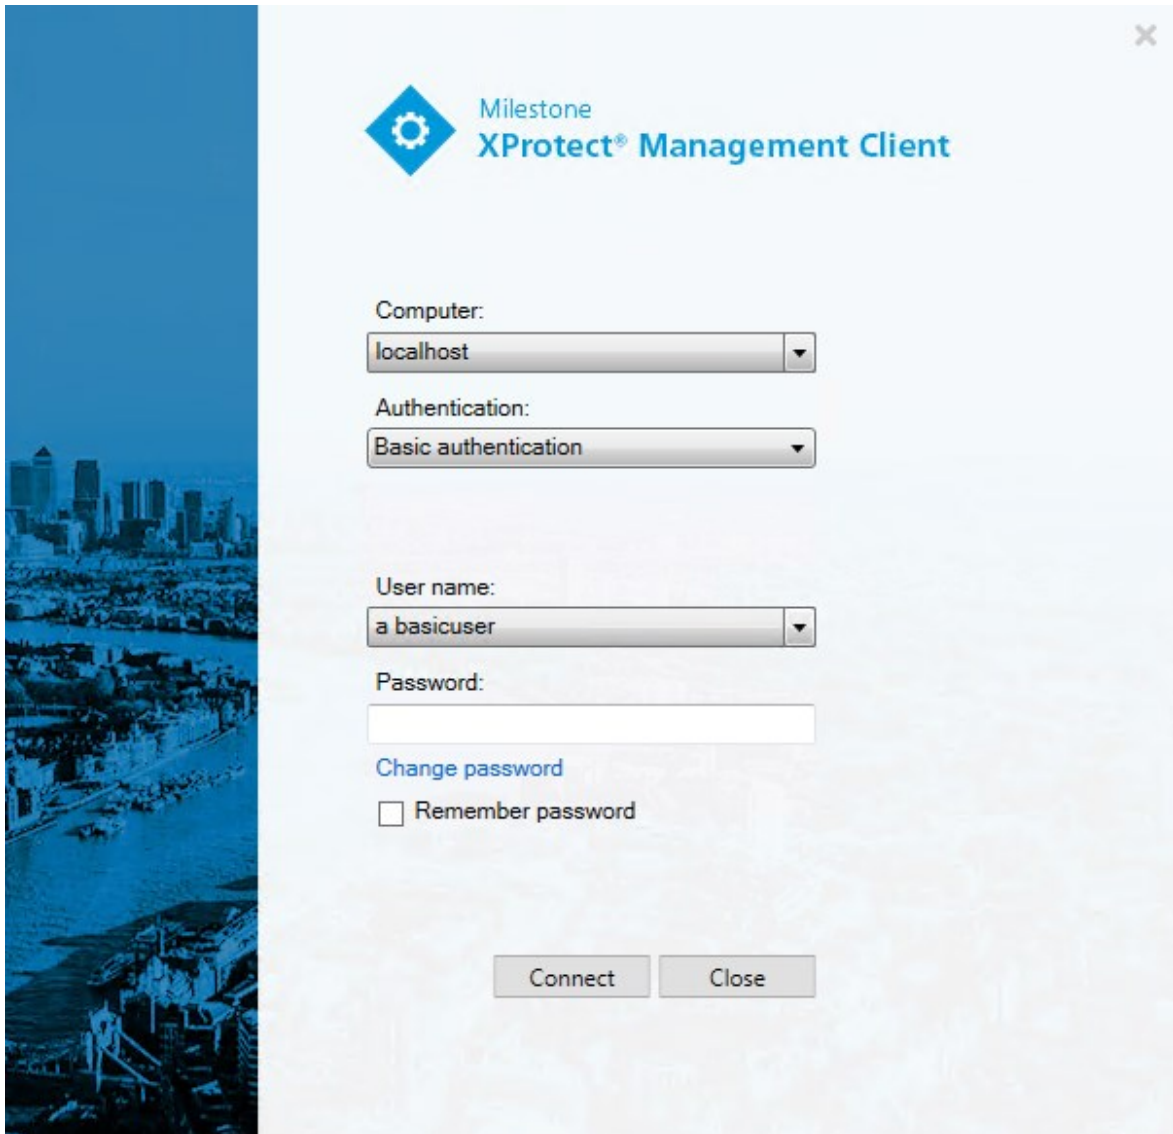 Milestone
XProtect® Management Client
Computer:
localhost
Authentication:
Basic authentication
User name:
a basicuser
Password:
Change password
Remember password
Connect Close